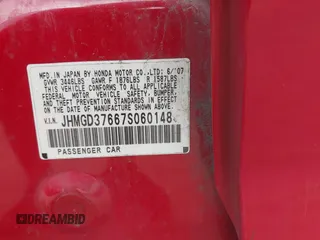 MFD. IN JAPAN BY HONDA MOTOR CO.,LTD. 6/'07
GVWR 3446LBS GAWR F 1876LBS R 1587LBS
THIS VEHICLE CONFORMS TO ALL APPLICABLE
FEDERAL MOTOR VEHICLE SAFETY, BUMPER,
AND THEFT PREVENTION STANDARDS IN EFFECT
ON THE DATE OF MANUFACTURE SHOWN ABOVE.
V.I.N. JHMGD37667S060148
PASSENGER CAR
DREAMBID